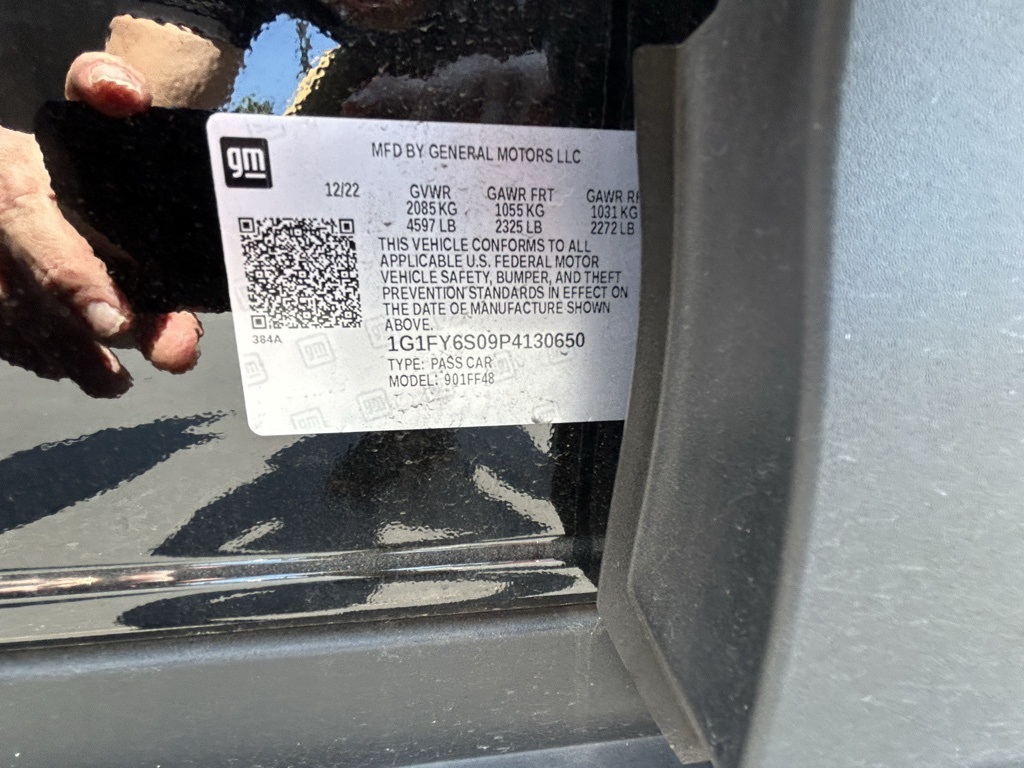 gm
MFD BY GENERAL MOTORS LLC
12/22 GVWR GAWR FRT GAWR RR
2085 KG 1055 KG 1031 KG
4597 LB 2325 LB 2272 LB
THIS VEHICLE CONFORMS TO ALL
APPLICABLE U.S. FEDERAL MOTOR
VEHICLE SAFETY, BUMPER, AND THEFT
PREVENTION STANDARDS IN EFFECT ON
THE DATE OF MANUFACTURE SHOWN
ABOVE.
384A
1G1FY6S09P4130650
TYPE: PASS CAR
MODEL: 901FF48